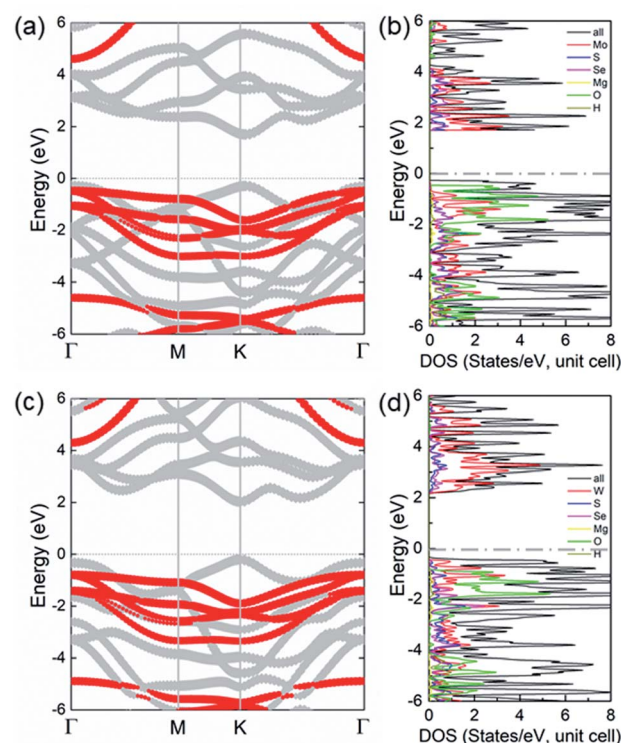 (a)
Energy (eV)
6
4
2
0
-2
-4
-6
Γ M K Γ
(b)
Energy (eV)
6
4
2
0
-2
-4
-6
all
Mo
S
Se
Mg
O
H
0 2 4 6 8
DOS (States/eV, unit cell)
(c)
Energy (eV)
6
4
2
0
-2
-4
-6
Γ M K Γ
(d)
Energy (eV)
6
4
2
0
-2
-4
-6
all
W
S
Se
Mg
O
H
0 2 4 6 8
DOS (States/eV, unit cell)